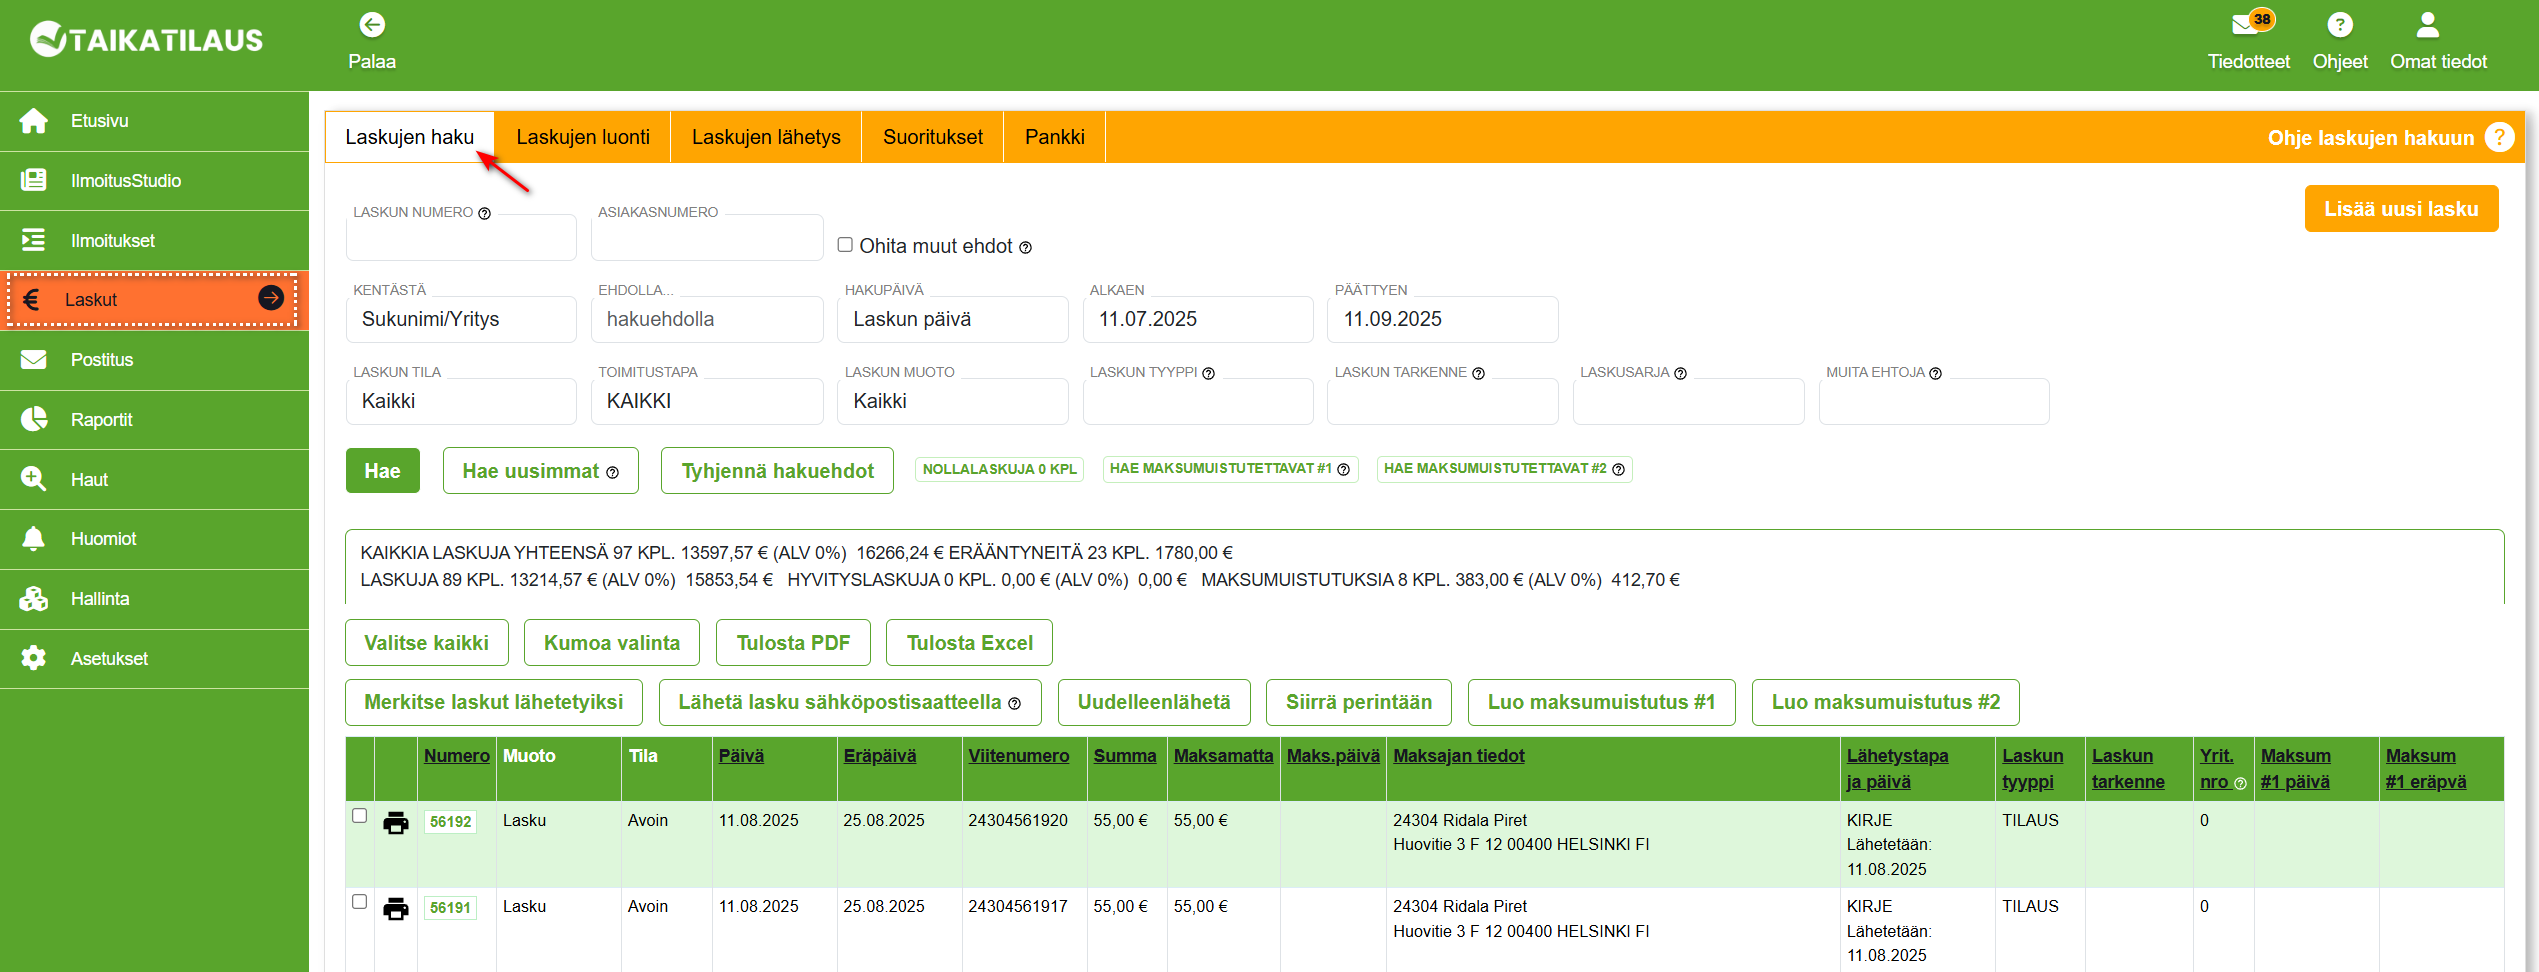 TAIKATILAUS
Palaa
38
Tiedotteet
Ohjeet
Omat tiedot
Etusivu
IlmoitusStudio
Ilmoitukset
Laskut
Postitus
Raportit
Haut
Huomiot
Hallinta
Asetukset
Laskujen haku
Laskujen luonti
Laskujen lähetys
Suoritukset
Pankki
Ohje laskujen hakuun ?
Lisää uusi lasku
LASKUN NUMERO ?
ASIAKASNUMERO
Ohita muut ehdot ?
KENTÄSTÄ
EHDOLLA...
HAKUPÄIVÄ
ALKAEN
PÄÄTTYEN
Sukunimi/Yritys
hakuehdolla
Laskun päivä
11.07.2025
11.09.2025
LASKUN TILA
TOIMITUSTAPA
LASKUN MUOTO
LASKUN TYYPPI ?
LASKUN TARKENNE ?
LASKUSARJA ?
MUITA EHTOJA ?
Kaikki
KAIKKI
Kaikki
Hae
Hae uusimmat ?
Tyhjennä hakuehdot
NOLLALASKUJA 0 KPL
HAE MAKSUMUISTUTETTAVAT #1 ?
HAE MAKSUMUISTUTETTAVAT #2 ?
KAIKKIA LASKUJA YHTEENSÄ 97 KPL. 13597,57 € (ALV 0%) 16266,24 € ERÄÄNTYNEITÄ 23 KPL. 1780,00 €
LASKUJA 89 KPL. 13214,57 € (ALV 0%) 15853,54 € HYVITYSLASKUJA 0 KPL. 0,00 € (ALV 0%) 0,00 € MAKSUMUISTUTUKSIA 8 KPL. 383,00 € (ALV 0%) 412,70 €
Valitse kaikki
Kumoa valinta
Tulosta PDF
Tulosta Excel
Merkitse laskut lähetetyiksi
Lähetä lasku sähköpostisaatteella ?
Uudelleenlähetä
Siirrä perintään
Luo maksumuistutus #1
Luo maksumuistutus #2
Numero Muoto Tila Päivä Eräpäivä Viitenumero Summa Maksamatta Maks.päivä Maksajan tiedot Lähetystapa Laskun Laskun Yrit. Maksum Maksum
ja päivä tyyppi tarkenne nro ? #1 päivä #1 eräpvä
56192 Lasku Avoin 11.08.2025 25.08.2025 24304561920 55,00 € 55,00 € 24304 Ridala Piret KIRJE TILAUS 0
Huovitie 3 F 12 00400 HELSINKI FI Lähetetään:
11.08.2025
56191 Lasku Avoin 11.08.2025 25.08.2025 24304561917 55,00 € 55,00 € 24304 Ridala Piret KIRJE TILAUS 0
Huovitie 3 F 12 00400 HELSINKI FI Lähetetään:
11.08.2025